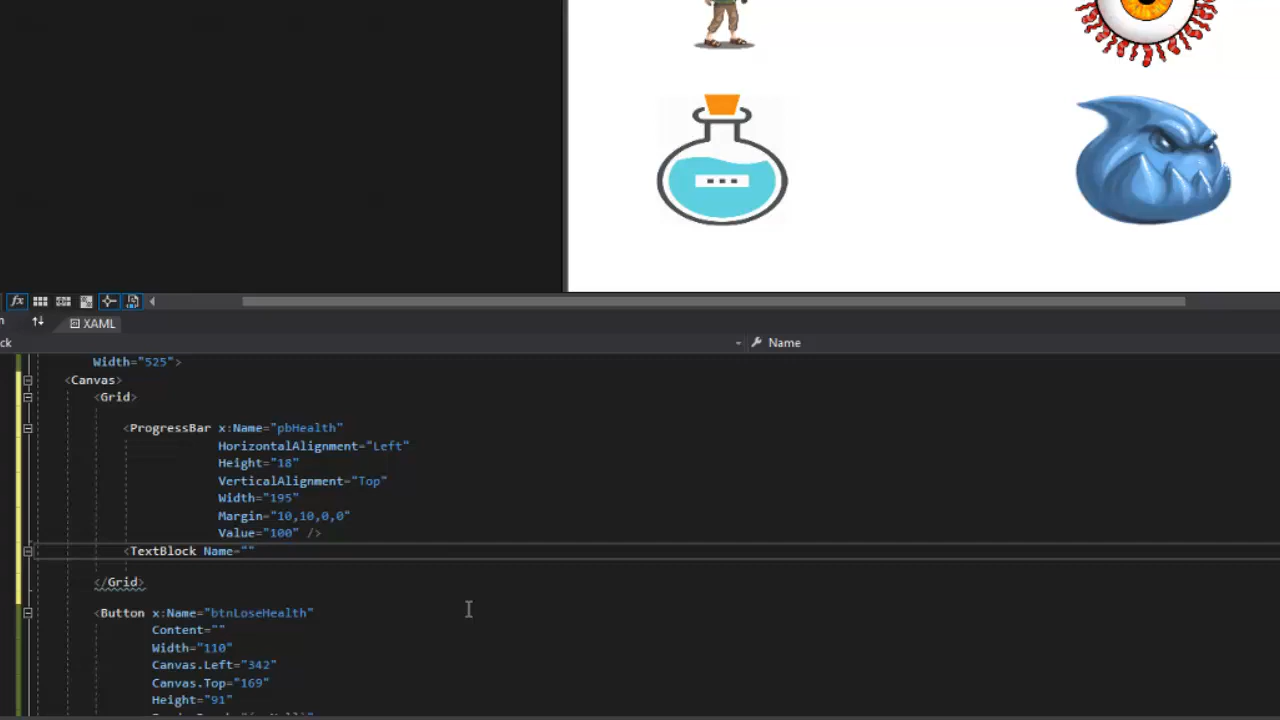 fx
XAML
ck
Name
Width="525">
<Canvas>
<Grid>
<ProgressBar x:Name="pbHealth"
HorizontalAlignment="Left"
Height="18"
VerticalAlignment="Top"
Width="195"
Margin="10,10,0,0"
Value="100" />
<TextBlock Name=""
</Grid>
<Button x:Name="btnLoseHealth"
Content=""
Width="110"
Canvas.Left="342"
Canvas.Top="169"
Height="91"